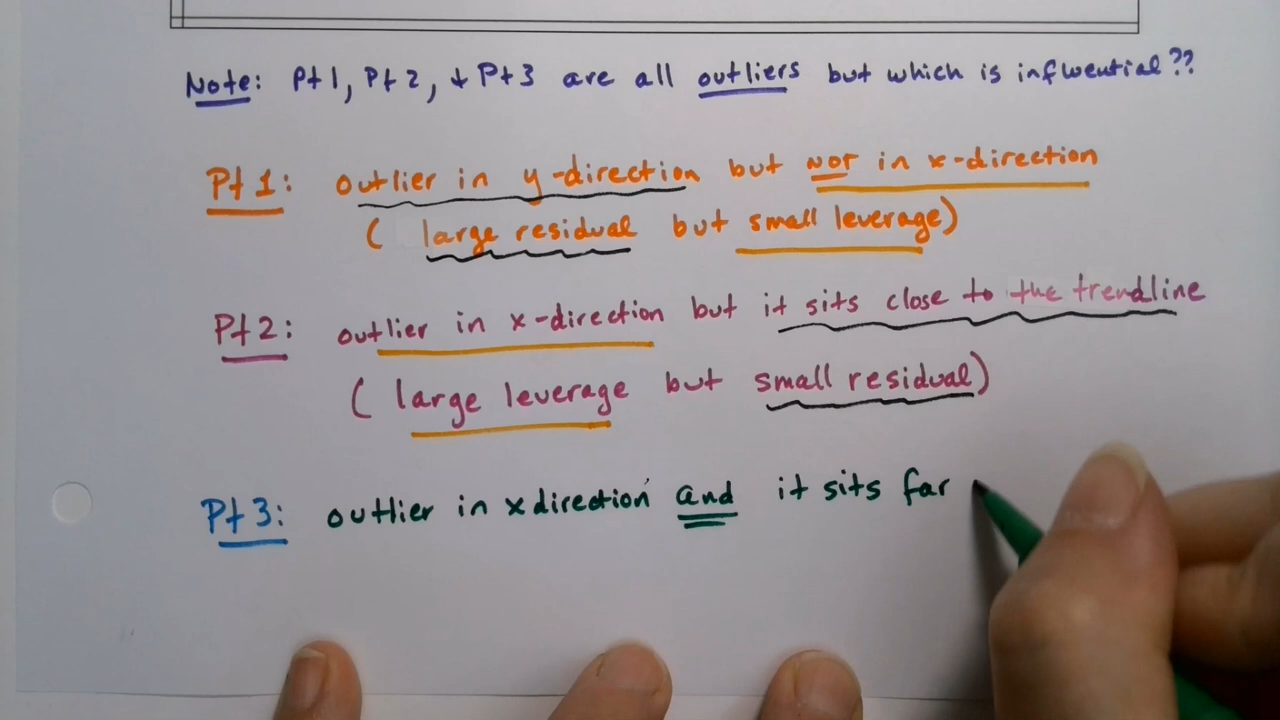 Note: Pt 1, Pt 2, + Pt 3 are all outliers but which is influential??
Pt 1: outlier in y-direction but NOT in x-direction
( large residual but small leverage)
Pt 2: outlier in x-direction but it sits close to the trendline
( large leverage but small residual)
Pt 3: outlier in x direction and it sits far